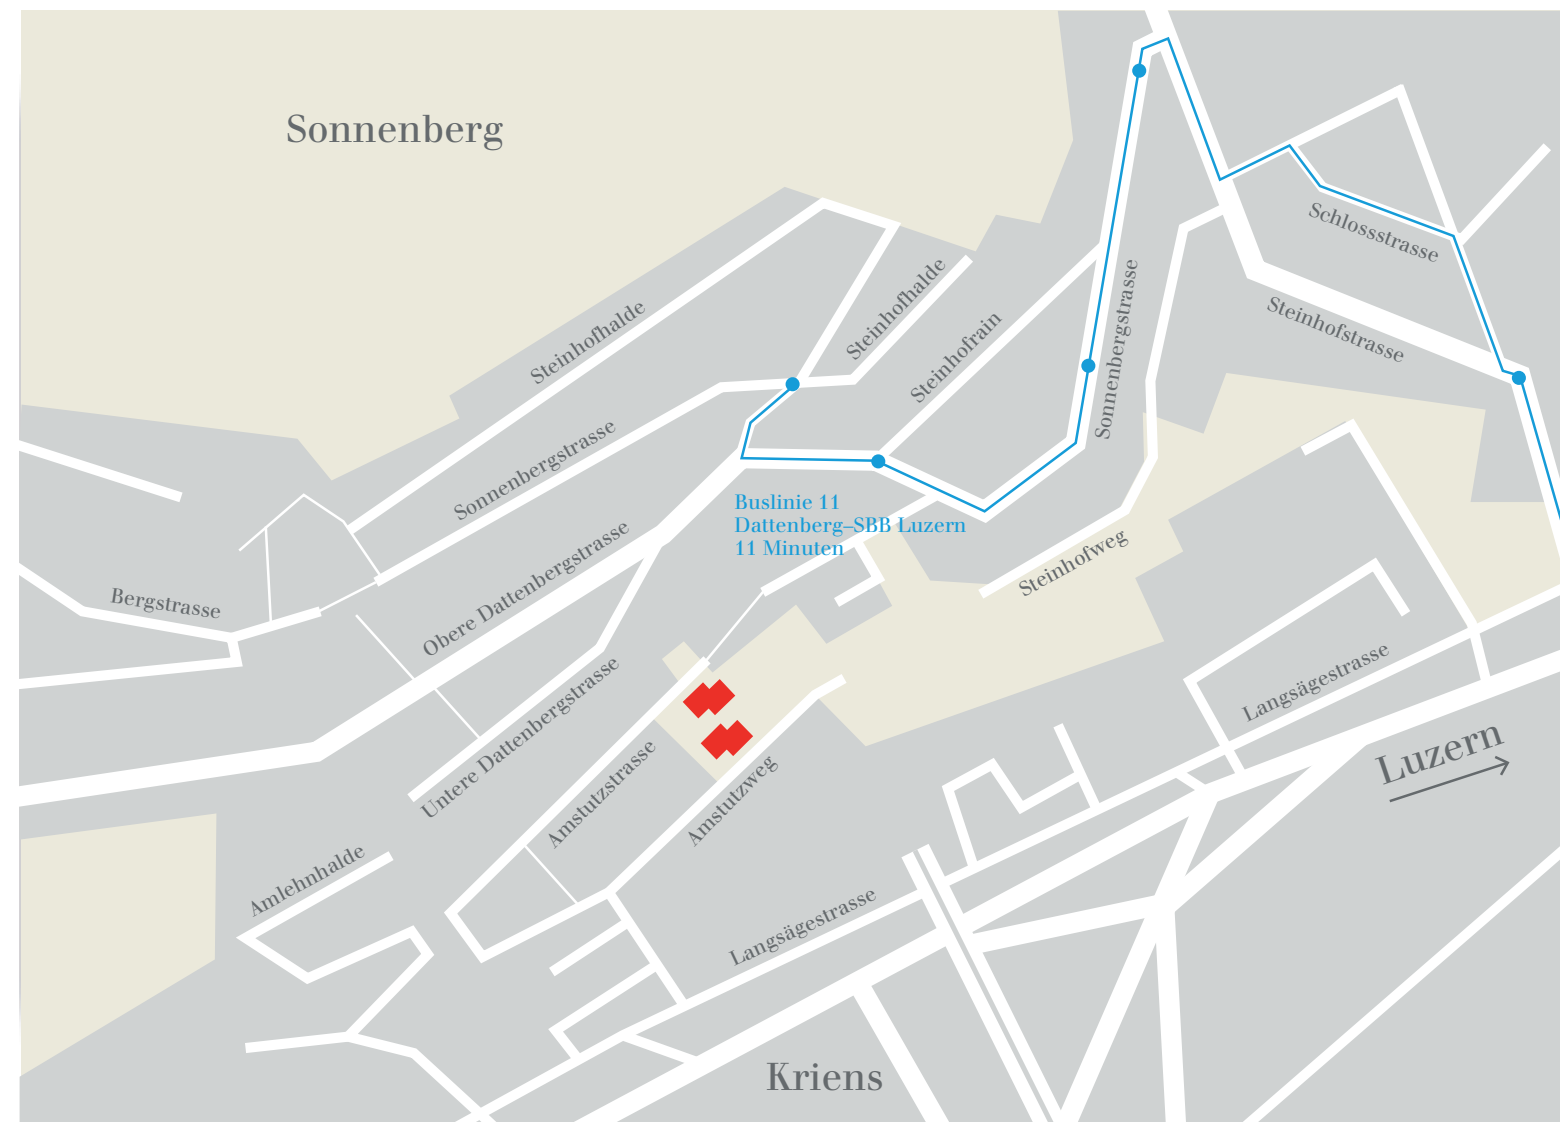 Sonnenberg
Schlossstrasse
Steinhofhalde
Steinhofhalde
Steinhofrain
Sonnenbergstrasse
Steinhofstrasse
Sonnenbergstrasse
Buslinie 11
Dattenberg–SBB Luzern
11 Minuten
Obere Dattenbergstrasse
Steinhofweg
Bergstrasse
Untere Dattenbergstrasse
Langsägestrasse
Luzern
Amstutzstrasse
Amstutzweg
Amlehnhalde
Langsägestrasse
Kriens